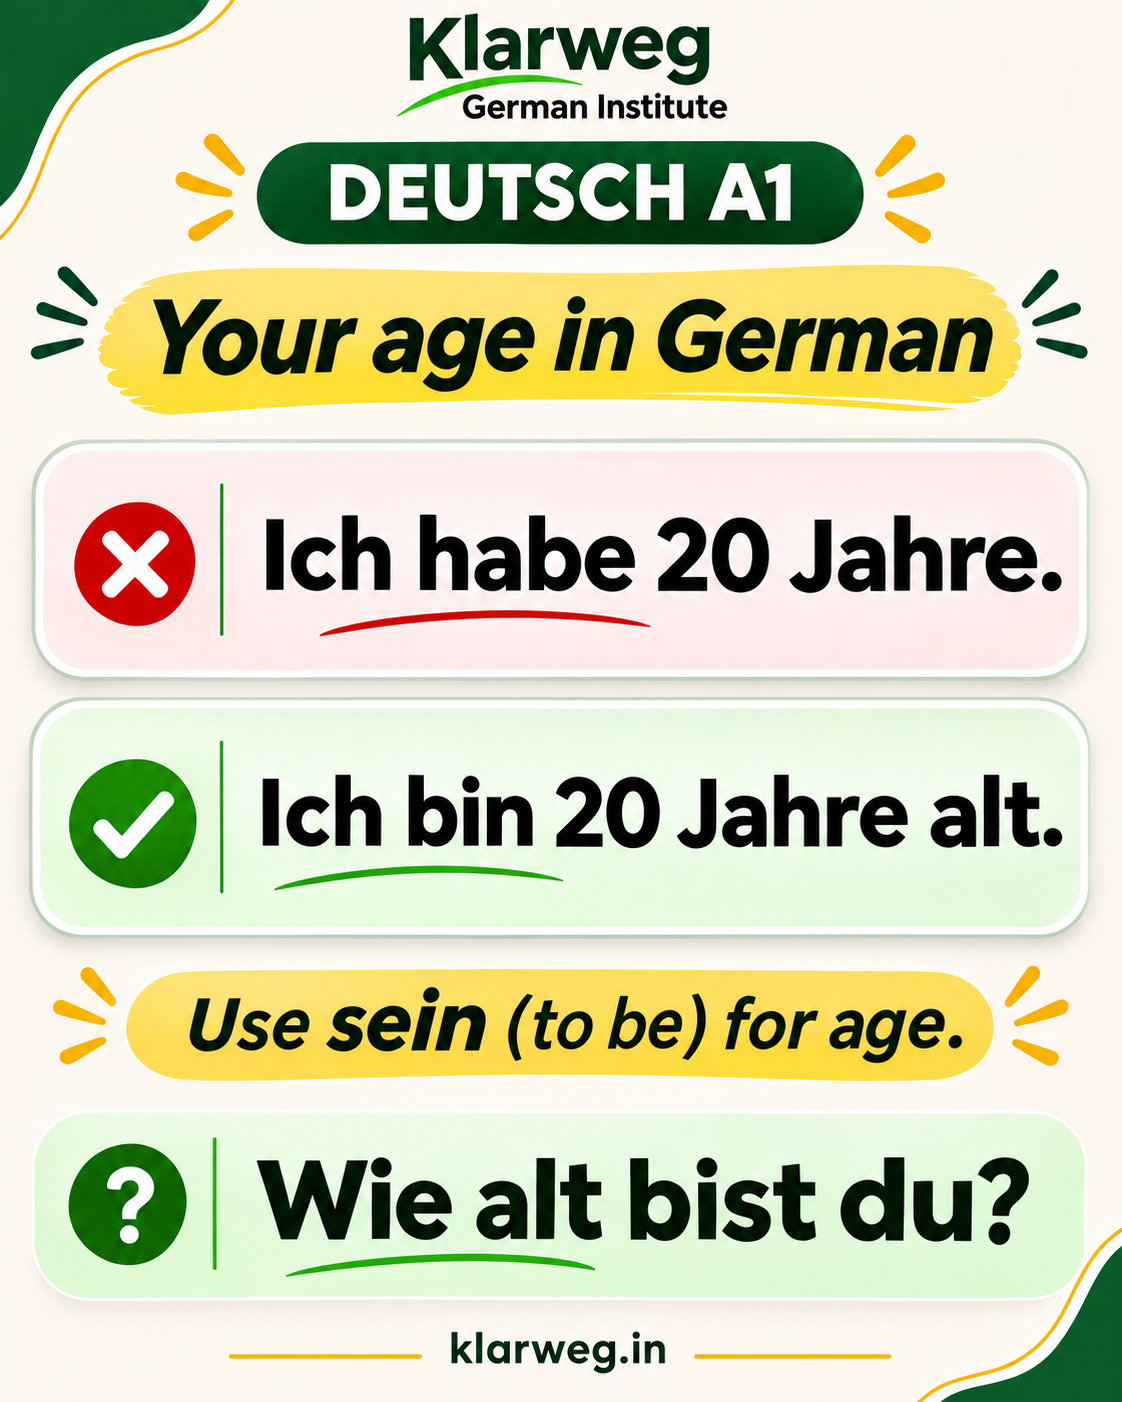 Klarweg
German Institute
DEUTSCH A1
Your age in German
Ich habe 20 Jahre.
Ich bin 20 Jahre alt.
Use sein (to be) for age.
Wie alt bist du?
klarweg.in